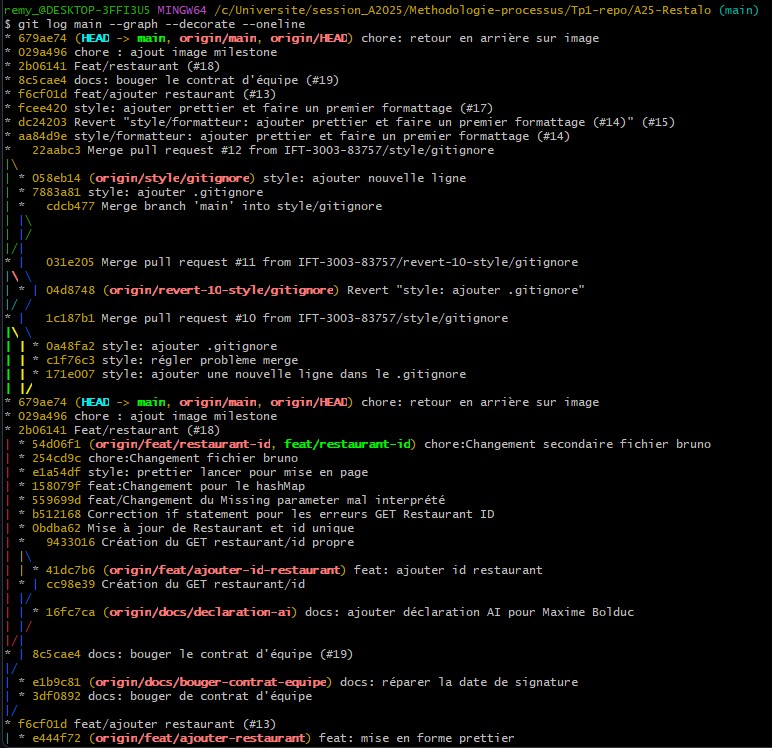 remy_@DESKTOP-3FFI3U5 MINGW64 /c/Universite/session_A2025/Methodologie-processus/Tp1-repo/A25-Restalo (main)
$ git log main --graph --decorate --oneline
* 679ae74 (HEAD -> main, origin/main, origin/HEAD) chore: retour en arrière sur image
* 029a496 chore : ajout image milestone
* 2b06141 Feat/restaurant (#18)
* 8c5cae4 docs: bouger le contrat d'équipe (#19)
* f6cf01d feat/ajouter restaurant (#13)
* fcee420 style: ajouter prettier et faire un premier formattage (#17)
* dc24203 Revert "style/formateur: ajouter prettier et faire un premier formattage (#14)" (#15)
* aa84d9e style/formatteur: ajouter prettier et faire un premier formattage (#14)
*   22aabc3 Merge pull request #12 from IFT-3003-83757/style/gitignore
|\
| * 058eb14 (origin/style/gitignore) style: ajouter nouvelle ligne
| * 7883a81 style: ajouter .gitignore
| *   cdcb477 Merge branch 'main' into style/gitignore
| |\
| |/
|/|
* |   031e205 Merge pull request #11 from IFT-3003-83757/revert-10-style/gitignore
|\ \
| * | 04d8748 (origin/revert-10-style/gitignore) Revert "style: ajouter .gitignore"
|/ /
* |   1c187b1 Merge pull request #10 from IFT-3003-83757/style/gitignore
|\ \
| | * 0a48fa2 style: ajouter .gitignore
| | * c1f76c3 style: régler problème merge
| | * 171e007 style: ajouter une nouvelle ligne dans le .gitignore
| |/
* 679ae74 (HEAD -> main, origin/main, origin/HEAD) chore: retour en arrière sur image
* 029a496 chore : ajout image milestone
* 2b06141 Feat/restaurant (#18)
| * 54d06f1 (origin/feat/restaurant-id, feat/restaurant-id) chore:Changement secondaire fichier bruno
| * 254cd9c chore:Changement fichier bruno
| * e1a54df style: prettier lancer pour mise en page
| * 158079f feat:Changement pour le hashMap
| * 559699d feat/Changement du Missing parameter mal interprété
| * b512168 Correction if statement pour les erreurs GET Restaurant ID
| * 0bdba62 Mise à jour de Restaurant et id unique
| *   9433016 Création du GET restaurant/id propre
| |\
| | * 41dc7b6 (origin/feat/ajouter-id-restaurant) feat: ajouter id restaurant
| * | cc98e39 Création du GET restaurant/id
| |/
| | * 16fc7ca (origin/docs/declaration-ai) docs: ajouter déclaration AI pour Maxime Bolduc
| |/
|/|
* | 8c5cae4 docs: bouger le contrat d'équipe (#19)
|/
| * e1b9c81 (origin/docs/bouger-contrat-equipe) docs: réparer la date de signature
| * 3df0892 docs: bouger de contrat d'équipe
|/
* f6cf01d feat/ajouter restaurant (#13)
| * e444f72 (origin/feat/ajouter-restaurant) feat: mise en forme prettier